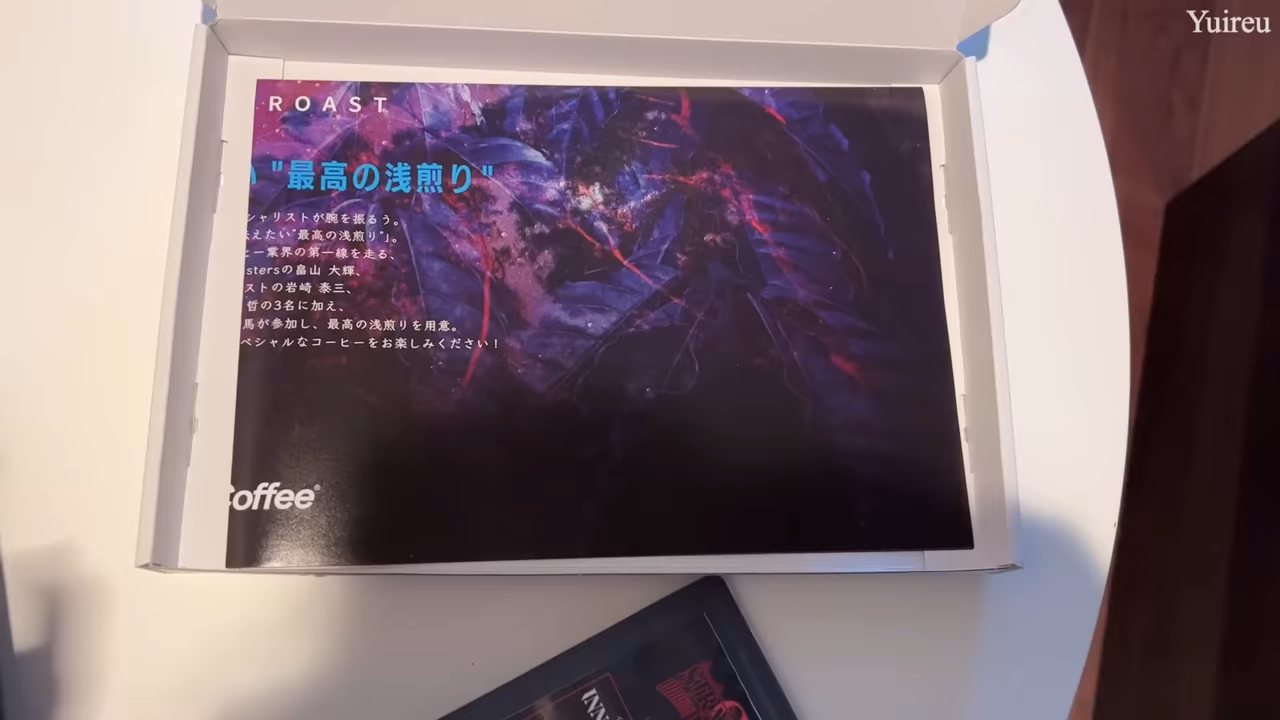 Yuireu
ROAST
"最高の浅煎り"
シャリストが腕を振るう。
えたい"最高の浅煎り"」。
ヒー業界の第一線を走る、
stersの畠山 大輝、
ストの岩崎 泰三、
哲の3名に加え、
馬が参加し、最高の浅煎りを用意。
ペシャルなコーヒーをお楽しみください！
Coffee®
INN